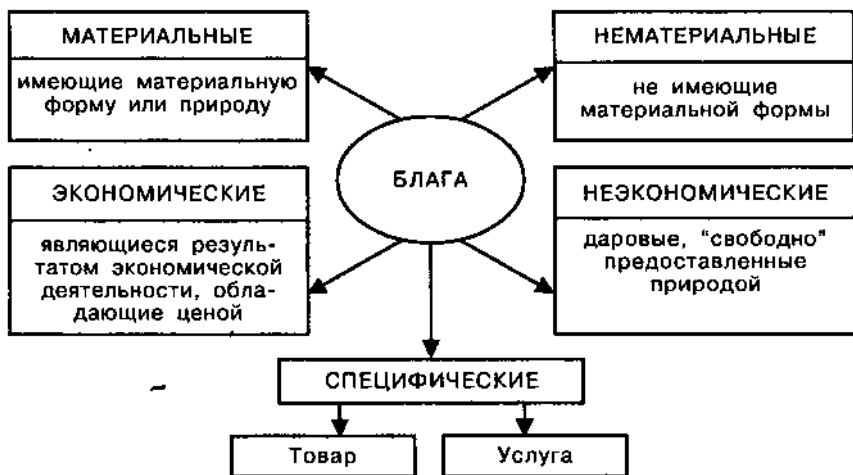 МАТЕРИАЛЬНЫЕ
имеющие материальную
форму или природу
НЕМАТЕРИАЛЬНЫЕ
не имеющие
материальной формы
БЛАГА
ЭКОНОМИЧЕСКИЕ
являющиеся резуль-
татом экономической
деятельности, обла-
дающие ценой
НЕЭКОНОМИЧЕСКИЕ
даровые, "свободно"
предоставленные
природой
СПЕЦИФИЧЕСКИЕ
Товар
Услуга